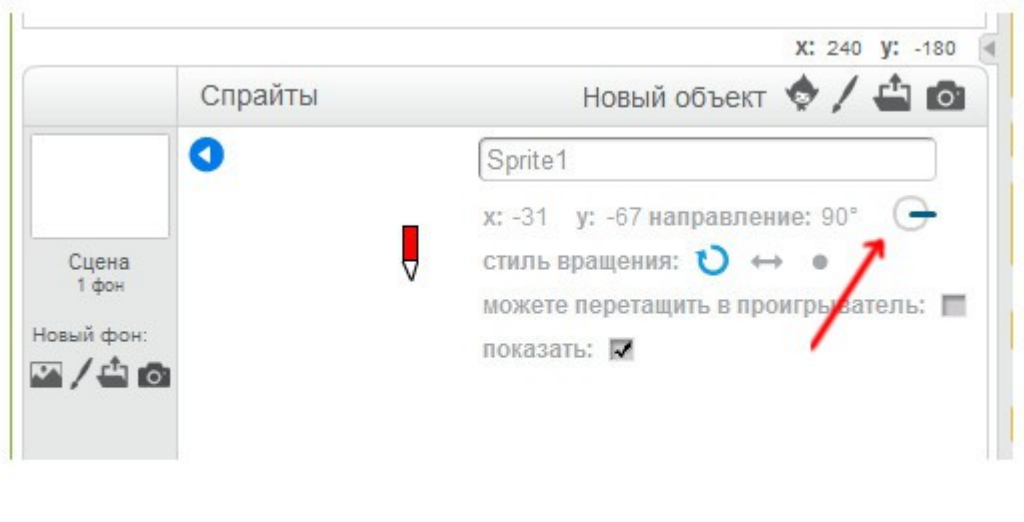 x: 240 y: -180
Спрайты
Новый объект
Sprite1
x: -31 y: -67 направление: 90°
Сцена
1 фон
стиль вращения:
Новый фон:
можете перетащить в проигрыватель:
показать: